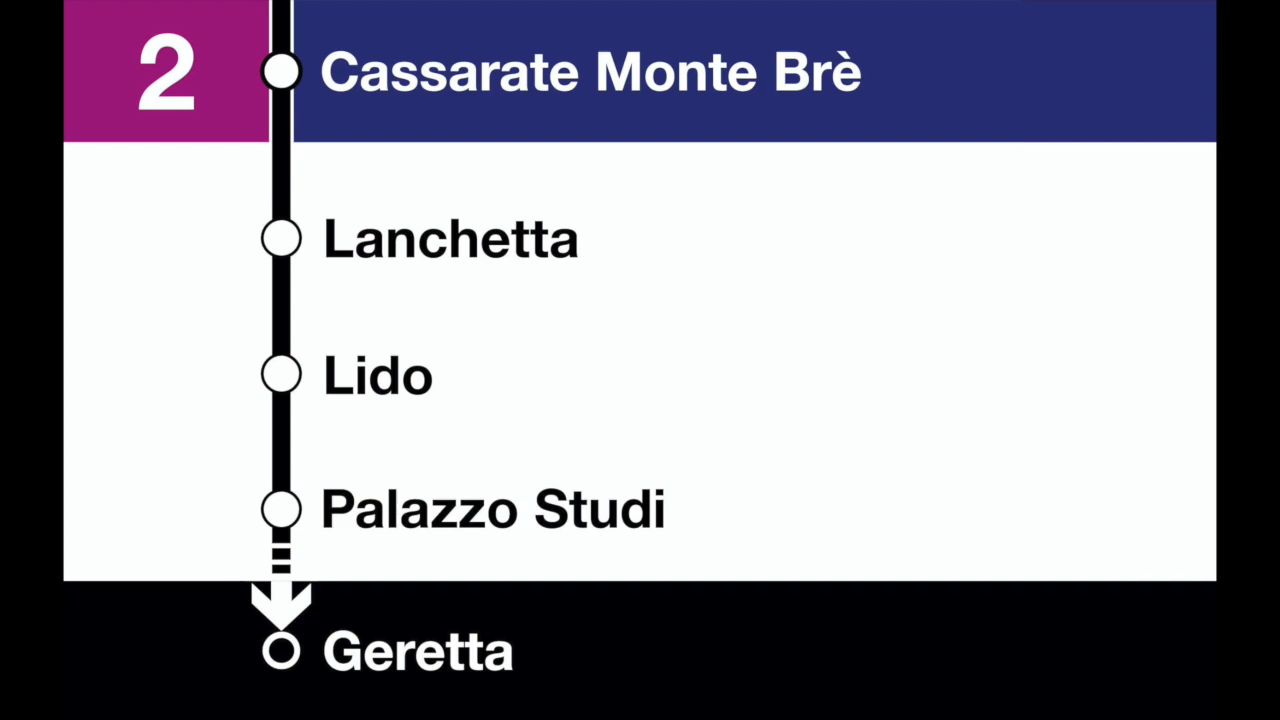 2 Cassarate Monte Brè
Lanchetta
Lido
Palazzo Studi
Geretta